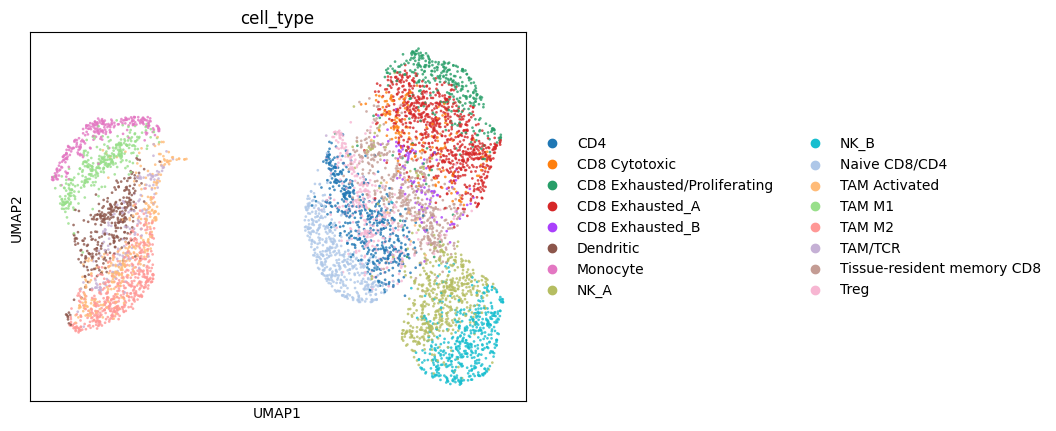 cell_type
UMAP2
UMAP1
CD4
CD8 Cytotoxic
CD8 Exhausted/Proliferating
CD8 Exhausted_A
CD8 Exhausted_B
Dendritic
Monocyte
NK_A
NK_B
Naive CD8/CD4
TAM Activated
TAM M1
TAM M2
TAM/TCR
Tissue-resident memory CD8
Treg